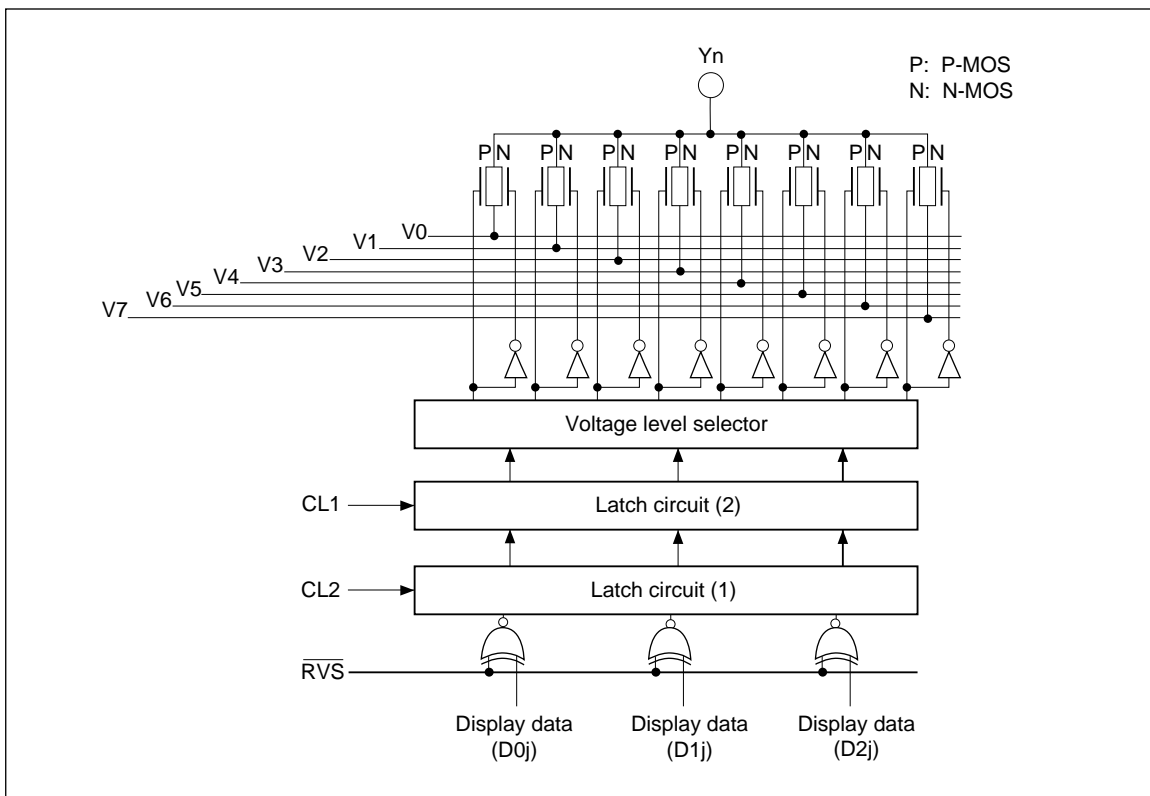 Yn
P: P-MOS
N: N-MOS
P N P N P N P N P N P N P N P N
V0
V1
V2
V3
V4
V5
V6
V7
Voltage level selector
CL1
Latch circuit (2)
CL2
Latch circuit (1)
RVS
Display data
(D0j)
Display data
(D1j)
Display data
(D2j)